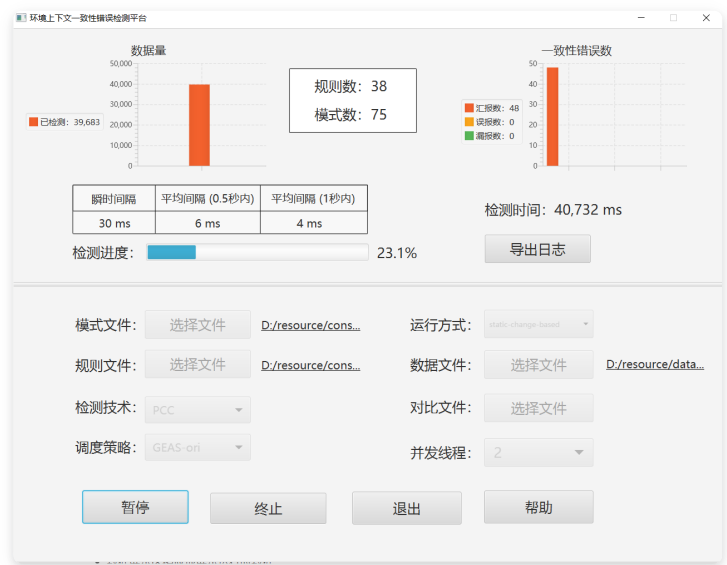 环境上下文一致性错误检测平台
数据量
50,000
40,000
30,000
20,000
10,000
0
已检测: 39,683
规则数: 38
模式数: 75
一致性错误数
50
40
30
20
10
0
汇报数: 48
误报数: 0
漏报数: 0
瞬时间隔 平均间隔 (0.5秒内) 平均间隔 (1秒内)
30 ms 6 ms 4 ms
检测时间: 40,732 ms
检测进度: 23.1%
导出日志
模式文件: 选择文件 D:/resource/cons... 运行方式: static-change-based
规则文件: 选择文件 D:/resource/cons... 数据文件: 选择文件 D:/resource/data...
检测技术: PCC 对比文件: 选择文件
调度策略: GEAS-ori 并发线程: 2
暂停 终止 退出 帮助